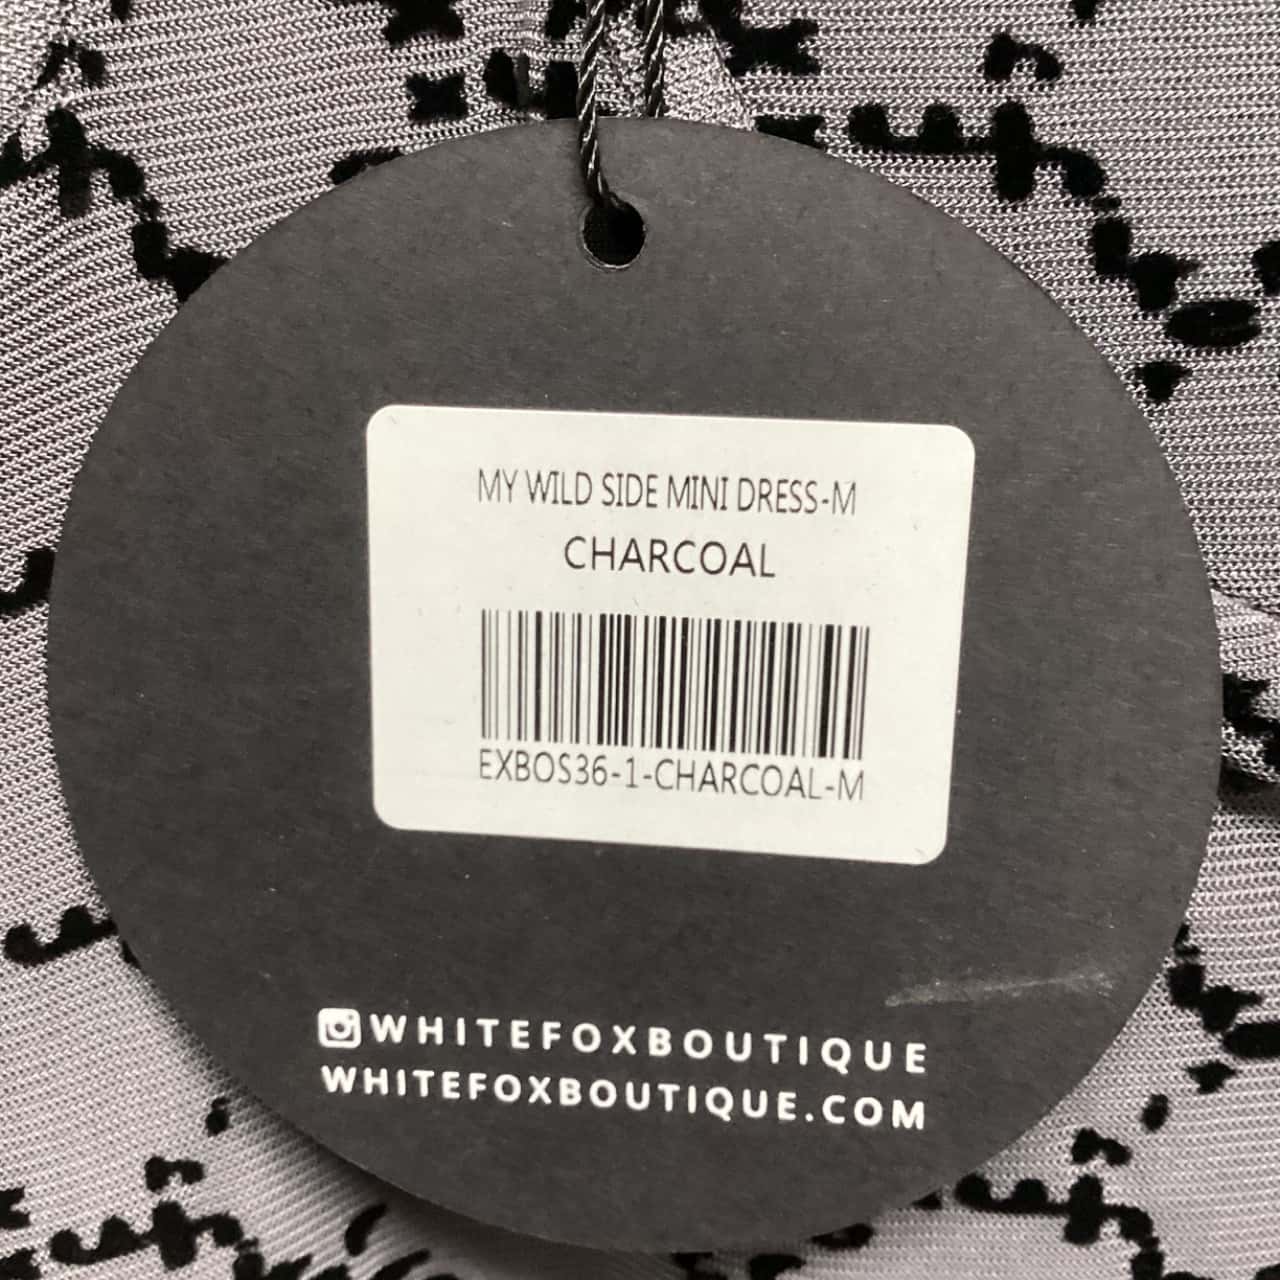 MY WILD SIDE MINI DRESS-M
CHARCOAL
EXBOS36-1-CHARCOAL-M
WHITEFOXBOUTIQUE
WHITEFOXBOUTIQUE.COM